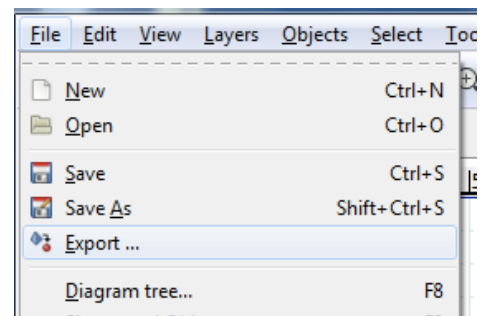 File Edit View Layers Objects Select
New Ctrl+N
Open Ctrl+O
Save Ctrl+S
Save As Shift+Ctrl+S
Export ...
Diagram tree... F8